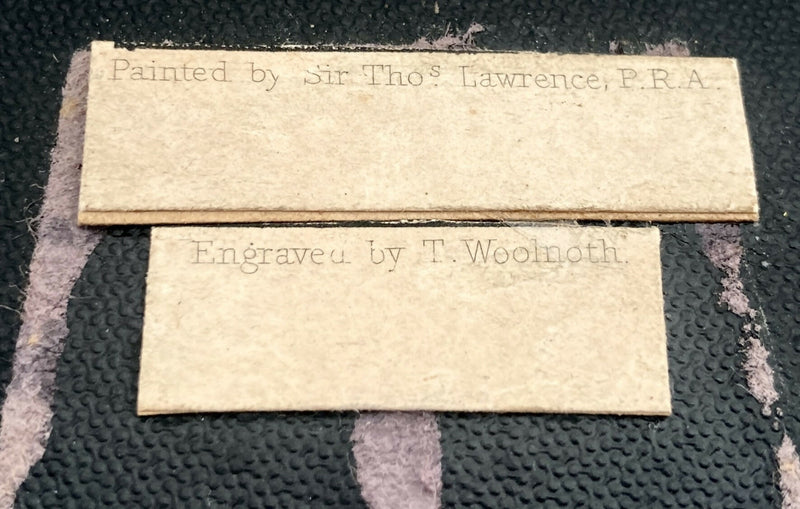 Painted by Sir Thoˢ. Lawrence, P.R.A.
Engraved by T. Woolnoth.